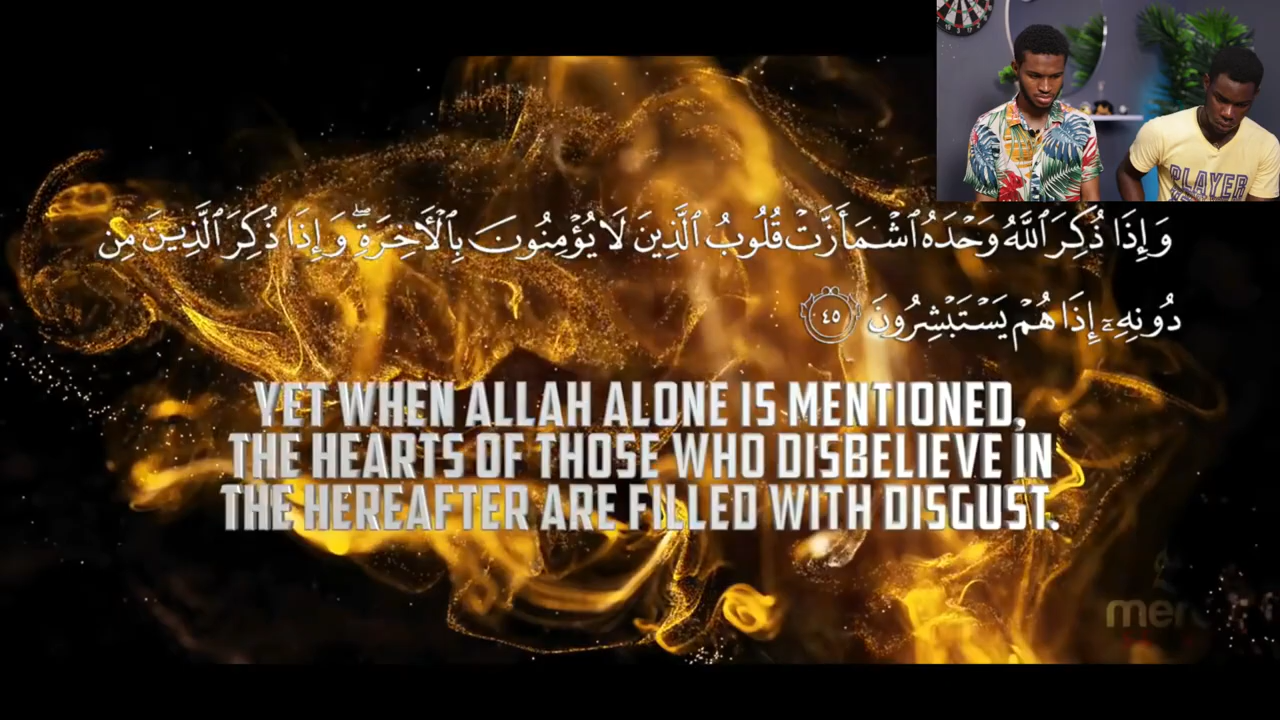 وَإِذَا ذُكِرَ ٱللَّهُ وَحْدَهُ ٱشْمَأَزَّتْ قُلُوبُ ٱلَّذِينَ لَا يُؤْمِنُونَ بِٱلْأَخِرَةِ ۖ وَإِذَا ذُكِرَ ٱلَّذِينَ مِن
دُونِهِۦٓ إِذَا هُمْ يَسْتَبْشِرُونَ ٤٥
YET WHEN ALLAH ALONE IS MENTIONED,
THE HEARTS OF THOSE WHO DISBELIEVE IN
THE HEREAFTER ARE FILLED WITH DISGUST.
PLAYER